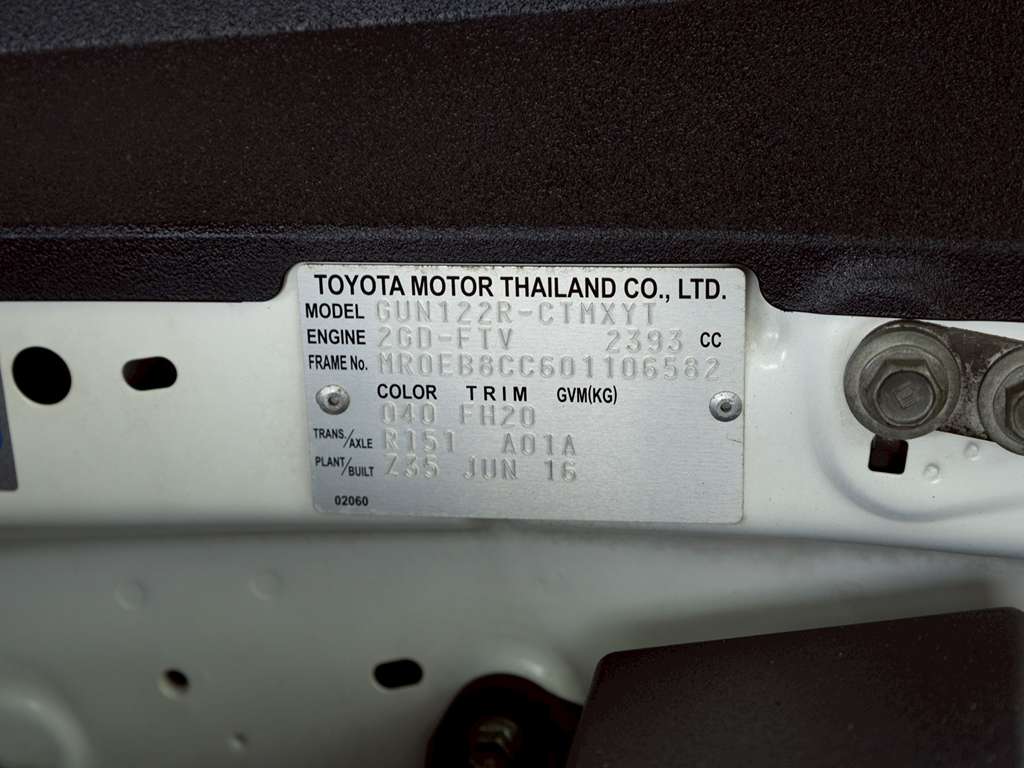 TOYOTA MOTOR THAILAND CO., LTD.
MODEL GUN122R-CTMXYT
ENGINE 2GD-FTV 2393 CC
FRAME No. MR0EB8CC601106582
COLOR TRIM GVM(KG)
040 FH20
TRANS./AXLE R151 A01A
PLANT/BUILT Z35 JUN 16
02060